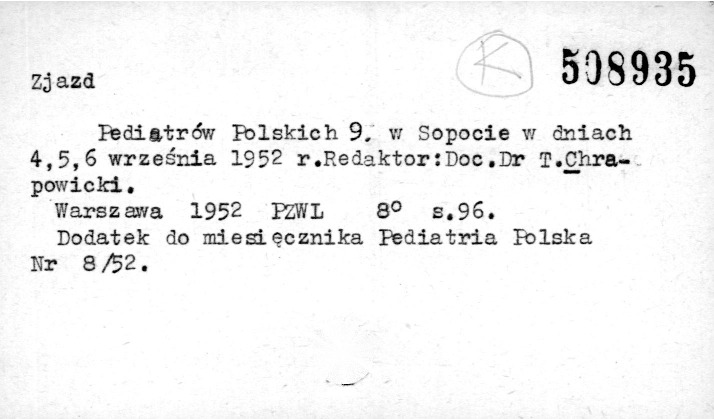 K
508935
Zjazd
Pediatrów Polskich 9. w Sopocie w dniach
4,5,6 września 1952 r.Redaktor:Doc.Dr T.Chra-
powicki.
Warszawa 1952 PZWL 8° s.96.
Dodatek do miesięcznika Pediatria Polska
Nr 8/52.